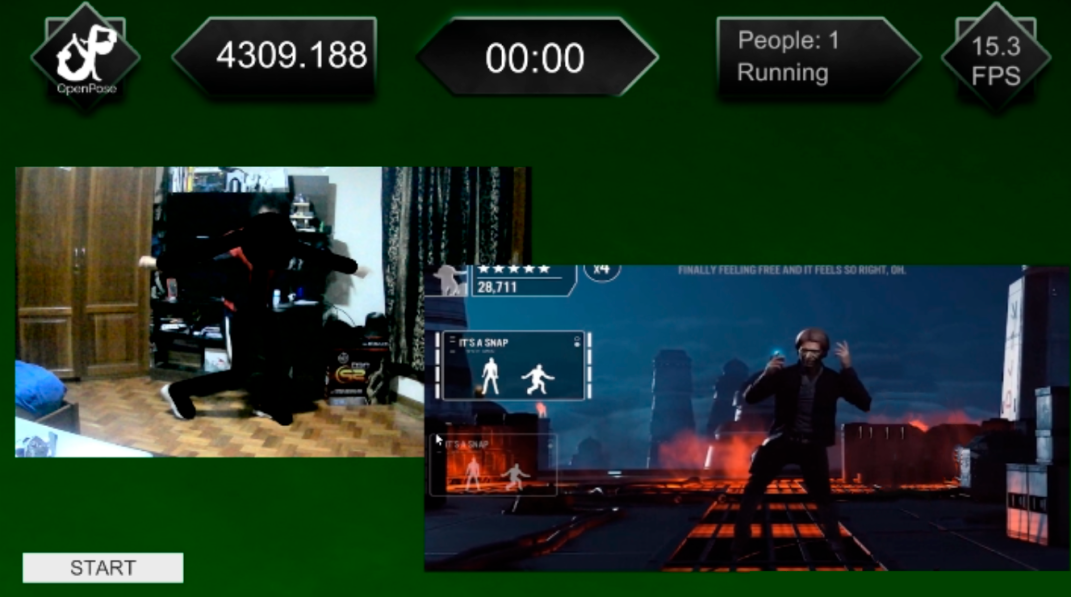 OpenPose
4309.188
00:00
People: 1
Running
15.3
FPS
28,711
x4
FINALLY FEELING FREE AND IT FEELS SO RIGHT, OH.
IT'S A SNAP
IT'S A SNAP
START